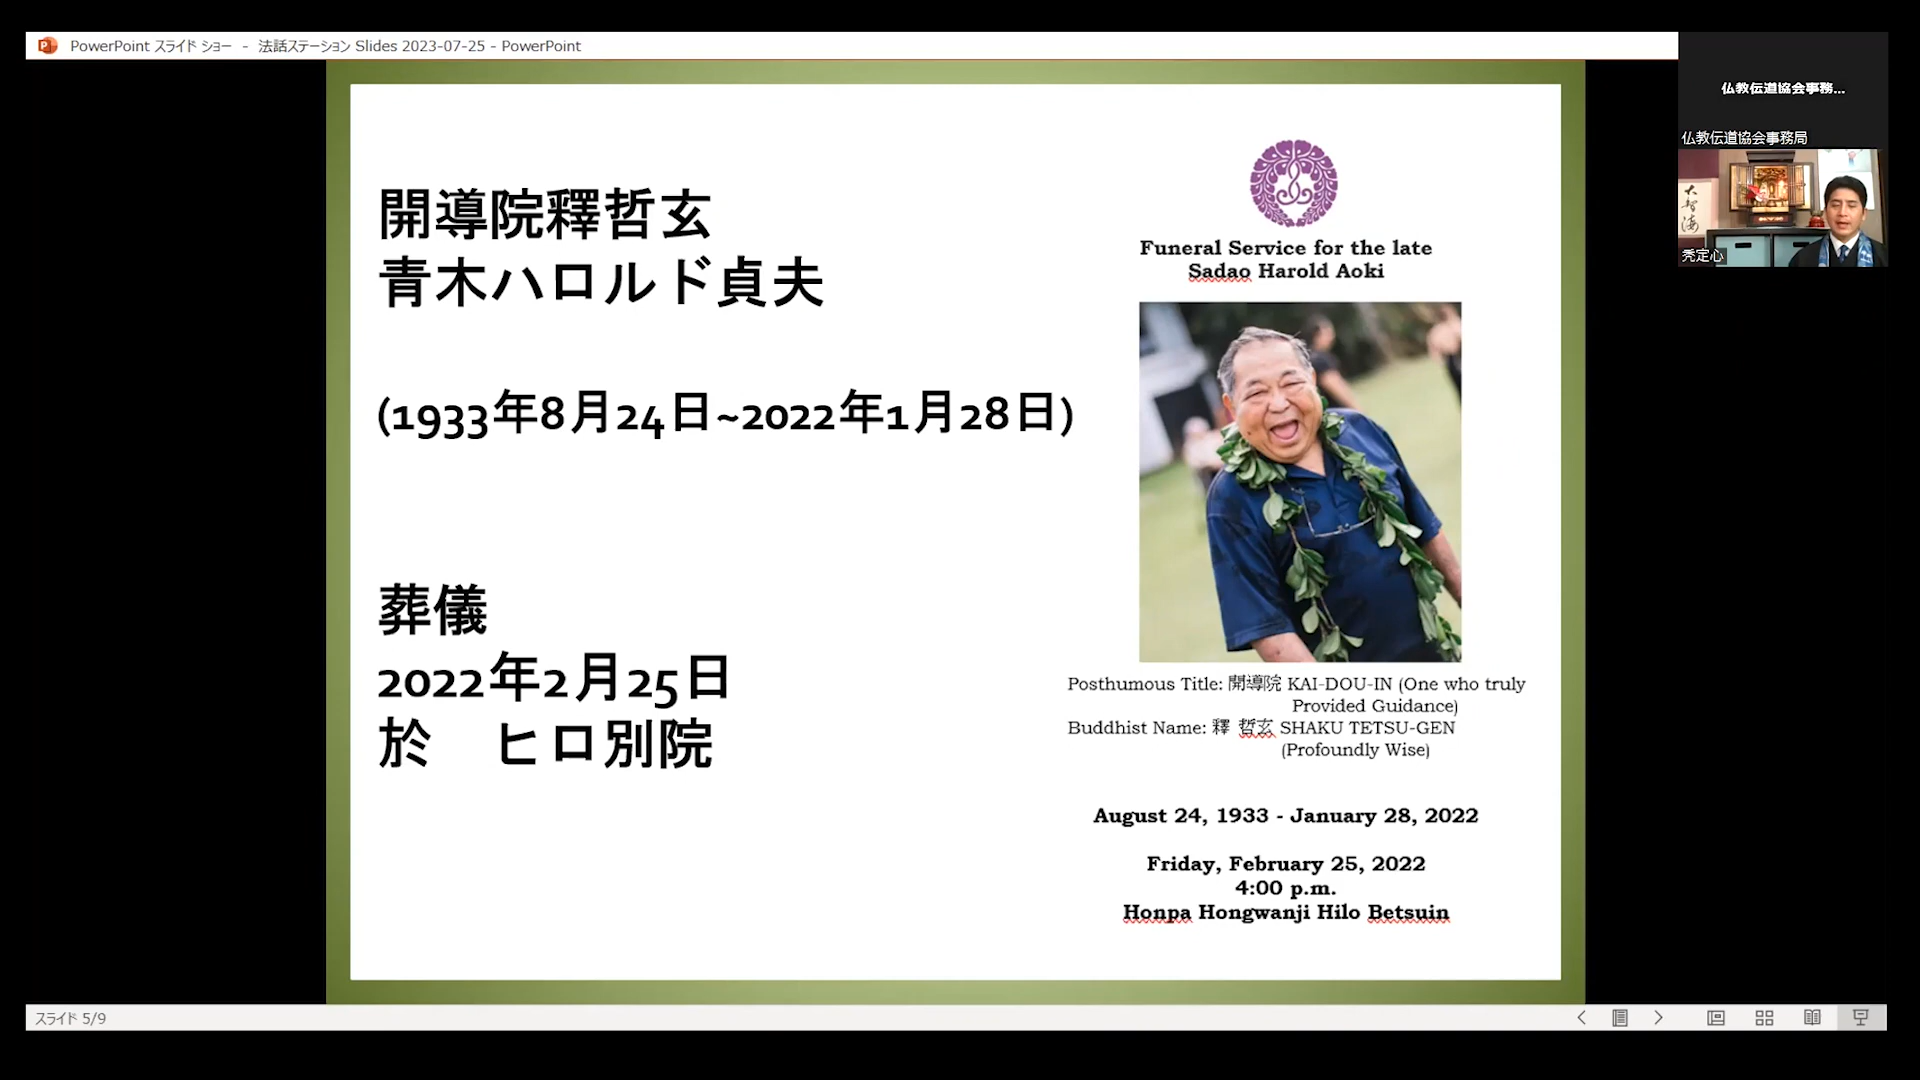 PowerPoint スライド ショー - 法話ステーション Slides 2023-07-25 - PowerPoint
仏教伝道協会事務...
仏教伝道協会事務局
大智海
禿定心
開導院釋哲玄
青木ハロルド貞夫
(1933年8月24日~2022年1月28日)
葬儀
2022年2月25日
於　ヒロ別院
Funeral Service for the late
Sadao Harold Aoki
Posthumous Title: 開導院 KAI-DOU-IN (One who truly
Provided Guidance)
Buddhist Name: 釋 哲玄 SHAKU TETSU-GEN
(Profoundly Wise)
August 24, 1933 - January 28, 2022
Friday, February 25, 2022
4:00 p.m.
Honpa Hongwanji Hilo Betsuin
スライド 5/9